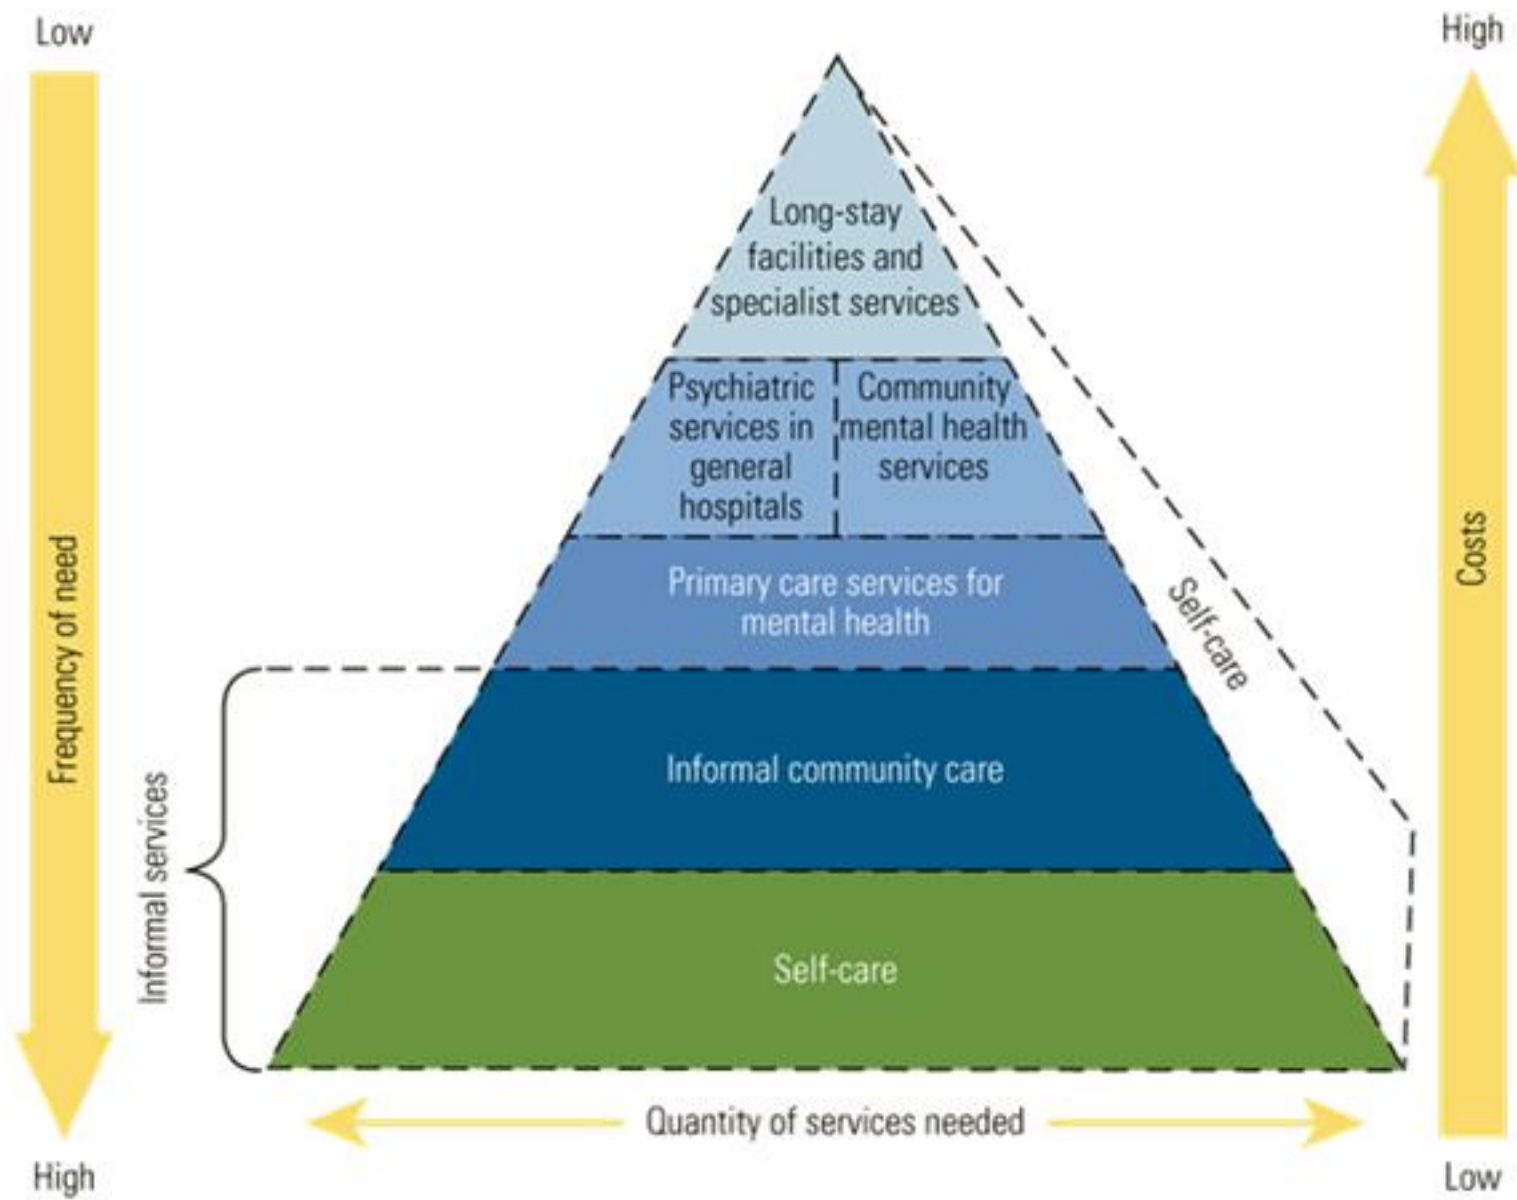 Low
High
Long-stay
facilities and
specialist services
Psychiatric
services in
general
hospitals
Community
mental health
services
Primary care services for
mental health
Informal community care
Self-care
Self-care
Frequency of need
Informal services
Costs
Quantity of services needed
High
Low